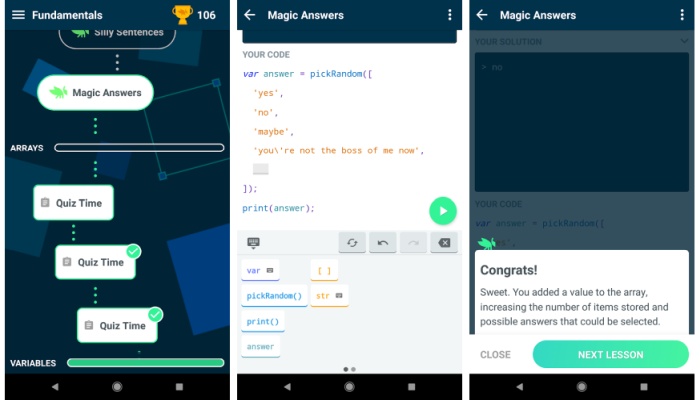 Fundamentals
106
Silly Sentences
Magic Answers
ARRAYS
Quiz Time
Quiz Time
Quiz Time
VARIABLES
Magic Answers
YOUR CODE
var answer = pickRandom([
'yes',
'no',
'maybe',
'you\'re not the boss of me now',
]);
print(answer);
var
[ ]
pickRandom()
str
print()
answer
Magic Answers
YOUR SOLUTION
> no
YOUR CODE
var answer = pickRandom([
Congrats!
Sweet. You added a value to the array,
increasing the number of items stored and
possible answers that could be selected.
CLOSE
NEXT LESSON